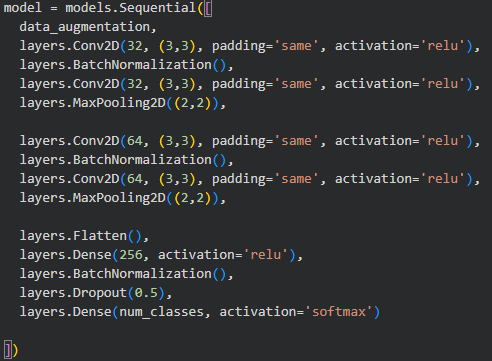 model = models.Sequential([
  data_augmentation,
  layers.Conv2D(32, (3,3), padding='same', activation='relu'),
  layers.BatchNormalization(),
  layers.Conv2D(32, (3,3), padding='same', activation='relu'),
  layers.MaxPooling2D((2,2)),

  layers.Conv2D(64, (3,3), padding='same', activation='relu'),
  layers.BatchNormalization(),
  layers.Conv2D(64, (3,3), padding='same', activation='relu'),
  layers.MaxPooling2D((2,2)),

  layers.Flatten(),
  layers.Dense(256, activation='relu'),
  layers.BatchNormalization(),
  layers.Dropout(0.5),
  layers.Dense(num_classes, activation='softmax')

])